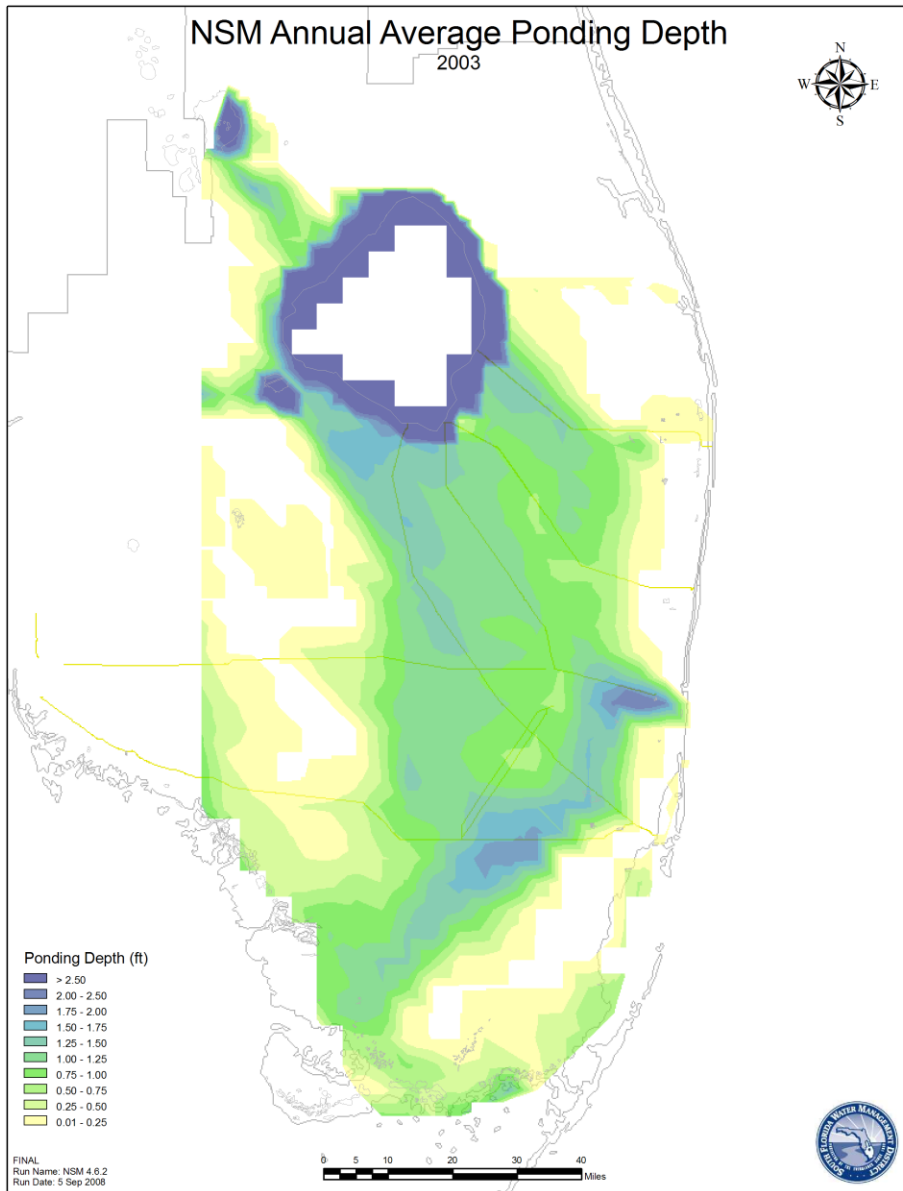 NSM Annual Average Ponding Depth
2003
N
W
E
S
Ponding Depth (ft)
> 2.50
2.00 - 2.50
1.75 - 2.00
1.50 - 1.75
1.25 - 1.50
1.00 - 1.25
0.75 - 1.00
0.50 - 0.75
0.25 - 0.50
0.01 - 0.25
FINAL
Run Name: NSM 4.6.2
Run Date: 5 Sep 2008
0 5 10 20 30 40
Miles
SOUTH FLORIDA WATER MANAGEMENT DISTRICT